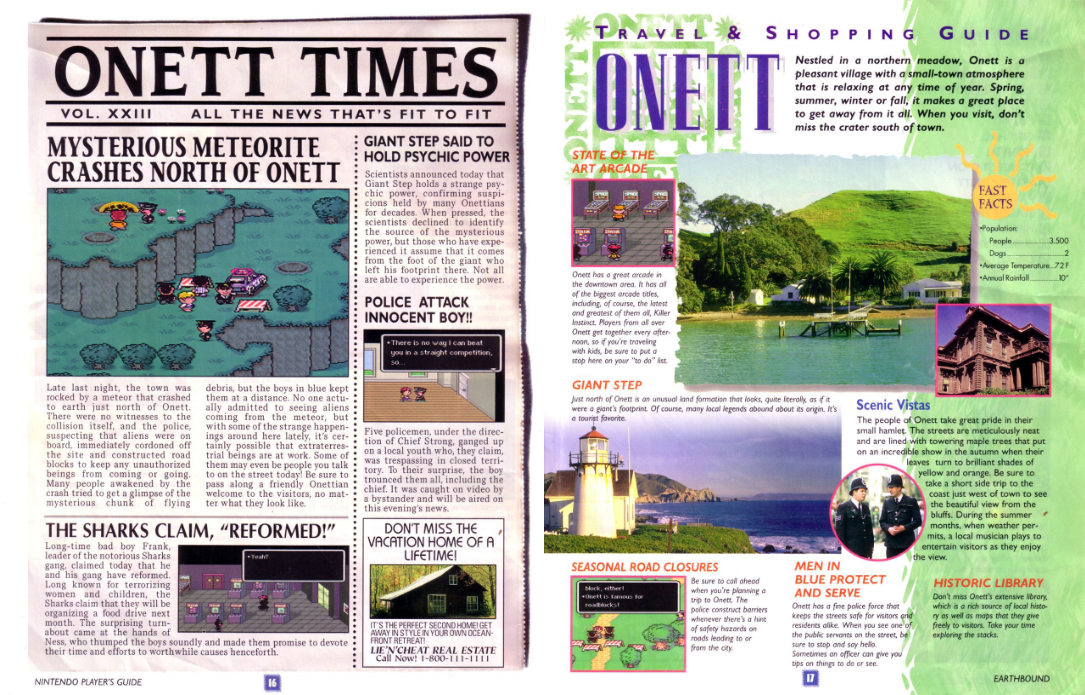 ONETT TIMES
VOL. XXIII ALL THE NEWS THAT'S FIT TO FIT
MYSTERIOUS METEORITE
CRASHES NORTH OF ONETT
Late last night, the town was
rocked by a meteor that crashed
to earth just north of Onett.
There were no witnesses to the
collision itself, and the police,
suspecting that aliens were on
board, immediately cordoned off
the site and constructed road
blocks to keep any unauthorized
beings from coming or going.
Many people awakened by the
crash tried to get a glimpse of the
mysterious chunk of flying
debris, but the boys in blue kept
them at a distance. No one actu-
ally admitted to seeing aliens
coming from the meteor, but
with some of the strange happen-
ings around here lately, it's cer-
tainly possible that extraterres-
trial beings are at work. Some of
them may even be people you talk
to on the street today! Be sure to
pass along a friendly Onettian
welcome to the visitors, no mat-
ter what they look like.
GIANT STEP SAID TO
HOLD PSYCHIC POWER
Scientists announced today that
Giant Step holds a strange psy-
chic power, confirming suspi-
cions held by many Onettians
for decades. When pressed, the
scientists declined to identify
the source of the mysterious
power, but those who have expe-
rienced it assume that it comes
from the foot of the giant who
left his footprint there. Not all
are able to experience the power.
POLICE ATTACK
INNOCENT BOY!!
•There is no way I can beat
you in a straight competition,
so...
Five policemen, under the direc-
tion of Chief Strong, ganged up
on a local youth who, they claim,
was trespassing in closed terri-
tory. To their surprise, the boy
trounced them all, including the
chief. It was caught on video by
a bystander and will be aired on
this evening's news.
THE SHARKS CLAIM, "REFORMED!"
Long-time bad boy Frank,
leader of the notorious Sharks
gang, claimed today that he
and his gang have reformed.
Long known for terrorizing
women and children, the
Sharks claim that they will be
organizing a food drive next
month. The surprising turn-
about came at the hands of
Ness, who thumped the boys soundly and made them promise to devote
their time and efforts to worthwhile causes henceforth.
•Yeah?
DON'T MISS THE
VACATION HOME OF A
LIFETIME!
IT'S THE PERFECT SECOND HOME! GET
AWAY IN STYLE IN YOUR OWN OCEAN-
FRONT RETREAT!
LIE'N'CHEAT REAL ESTATE
Call Now! 1-800-111-1111
NINTENDO PLAYER'S GUIDE
16
TRAVEL & SHOPPING GUIDE
ONETT
ONETT
ONETT
Nestled in a northern meadow, Onett is a
pleasant village with a small-town atmosphere
that is relaxing at any time of year. Spring,
summer, winter or fall, it makes a great place
to get away from it all. When you visit, don't
miss the crater south of town.
STATE OF THE
ART ARCADE
Onett has a great arcade in
the downtown area. It has all
of the biggest arcade titles,
including, of course, the latest
and greatest of them all, Killer
Instinct. Players from all over
Onett get together every after-
noon, so if you're traveling
with kids, be sure to put a
stop here on your "to do" list.
FAST
FACTS
•Population:
People 3,500
Dogs 2
•Average Temperature...72°F
•Annual Rainfall 10"
GIANT STEP
Just north of Onett is an unusual land formation that looks, quite literally, as if it
were a giant's footprint. Of course, many local legends abound about its origin. It's
a tourist favorite.
Scenic Vistas
The people of Onett take great pride in their
small hamlet. The streets are meticulously neat
and are lined with towering maple trees that put
on an incredible show in the autumn when their
leaves turn to brilliant shades of
yellow and orange. Be sure to
take a short side trip to the
coast just west of town to see
the beautiful view from the
bluffs. During the summer
months, when weather per-
mits, a local musician plays to
entertain visitors as they enjoy
the view.
SEASONAL ROAD CLOSURES
block, either!
•Onett is famous for
roadblocks!
Be sure to call ahead
when you're planning a
trip to Onett. The
police construct barriers
whenever there's a hint
of safety hazards on
roads leading to or
from the city.
MEN IN
BLUE PROTECT
AND SERVE
Onett has a fine police force that
keeps the streets safe for visitors and
residents alike. When you see one of
the public servants on the street, be
sure to stop and say hello.
Sometimes an officer can give you
tips on things to do or see.
HISTORIC LIBRARY
Don't miss Onett's extensive library,
which is a rich source of local histo-
ry as well as maps that they give
freely to visitors. Take your time
exploring the stacks.
17
EARTHBOUND